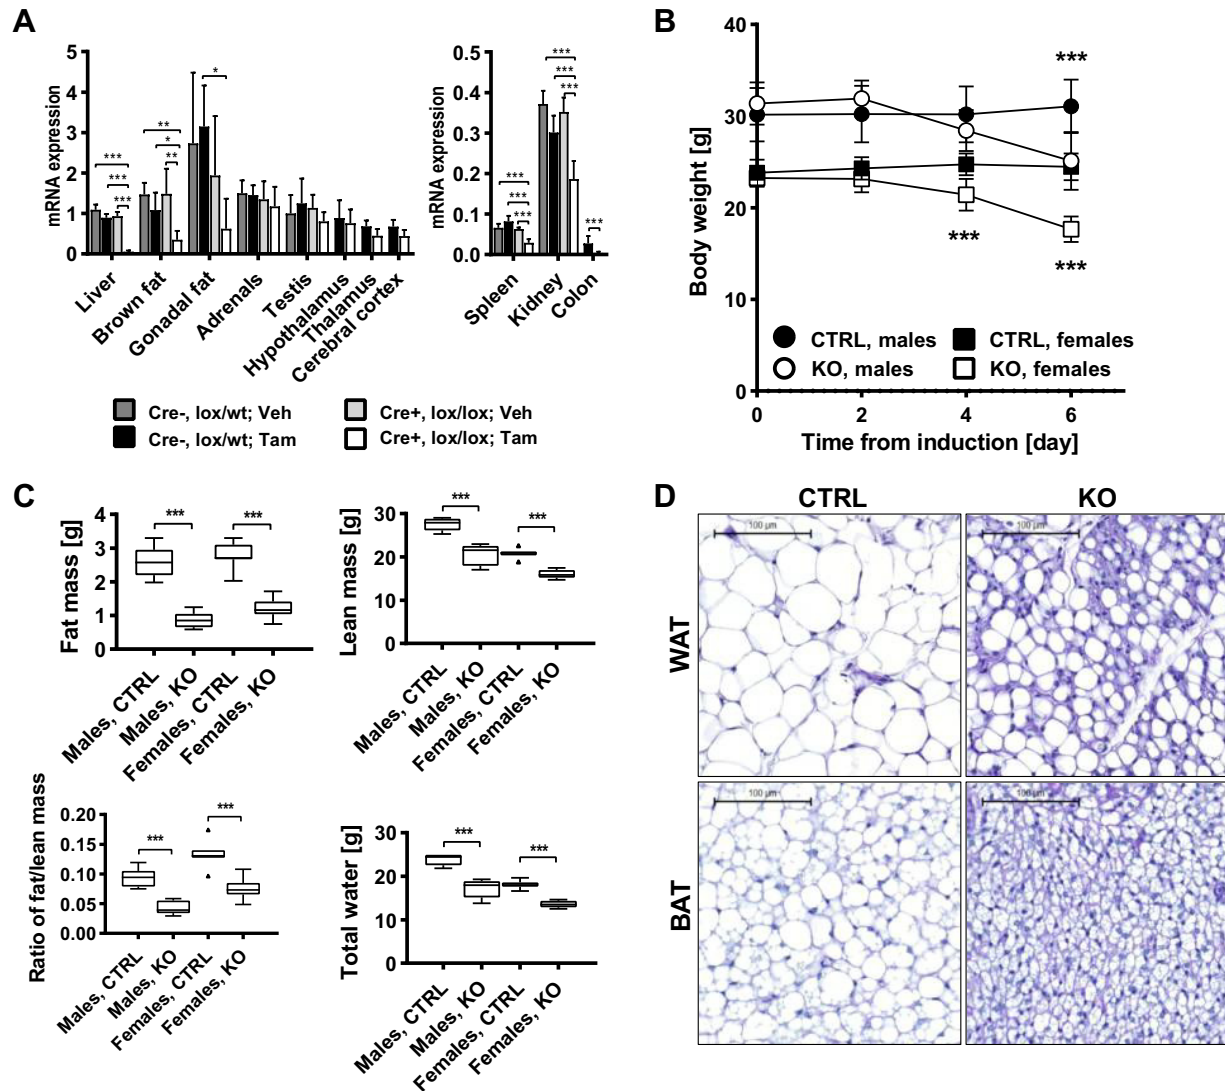 A
mRNA expression
5
4
3
2
1
0
***
***
***
**
*
**
*
Liver
Brown fat
Gonadal fat
Adrenals
Testis
Hypothalamus
Thalamus
Cerebral cortex
mRNA expression
0.5
0.4
0.3
0.2
0.1
0.0
***
***
***
***
***
***
***
Spleen
Kidney
Colon
Cre-, lox/wt; Veh
Cre+, lox/lox; Veh
Cre-, lox/wt; Tam
Cre+, lox/lox; Tam
B
Body weight [g]
40
30
20
10
0
***
***
***
CTRL, males
CTRL, females
KO, males
KO, females
0
2
4
6
Time from induction [day]
C
Fat mass [g]
4
3
2
1
0
***
***
Males, CTRL
Males, KO
Females, CTRL
Females, KO
Lean mass [g]
30
20
10
0
***
***
Males, CTRL
Males, KO
Females, CTRL
Females, KO
Ratio of fat/lean mass
0.20
0.15
0.10
0.05
0.00
***
***
Males, CTRL
Males, KO
Females, CTRL
Females, KO
Total water [g]
30
20
10
0
***
***
Males, CTRL
Males, KO
Females, CTRL
Females, KO
D
CTRL
KO
WAT
100 µm
100 µm
BAT
100 µm
100 µm